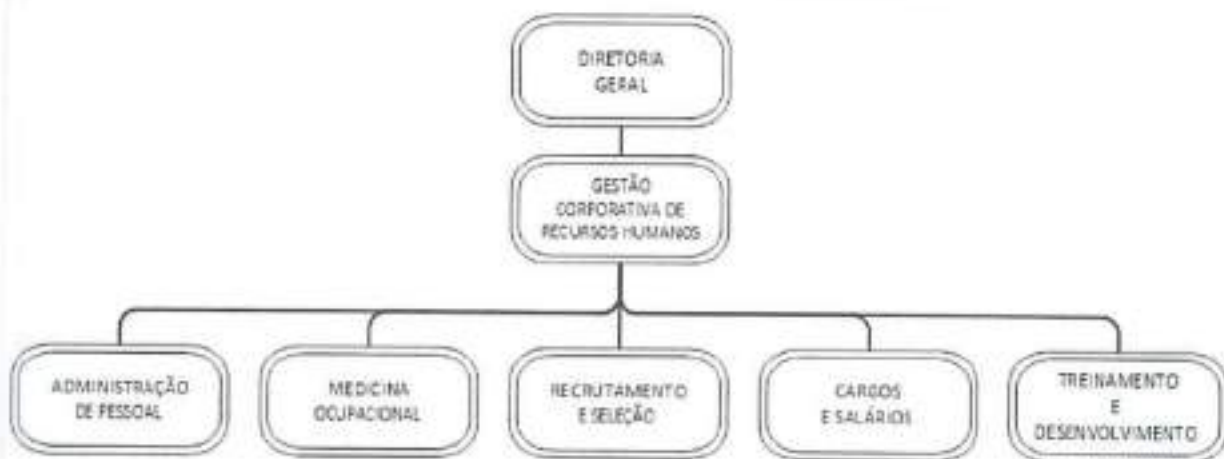 DIRETORIA
GERAL
GESTÃO
CORPORATIVA DE
RECURSOS HUMANOS
ADMINISTRAÇÃO
DE PESSOAL
MEDICINA
OCUPACIONAL
RECRUTAMENTO
E SELEÇÃO
CARGOS
E SALÁRIOS
TREINAMENTO
E
DESENVOLVIMENTO